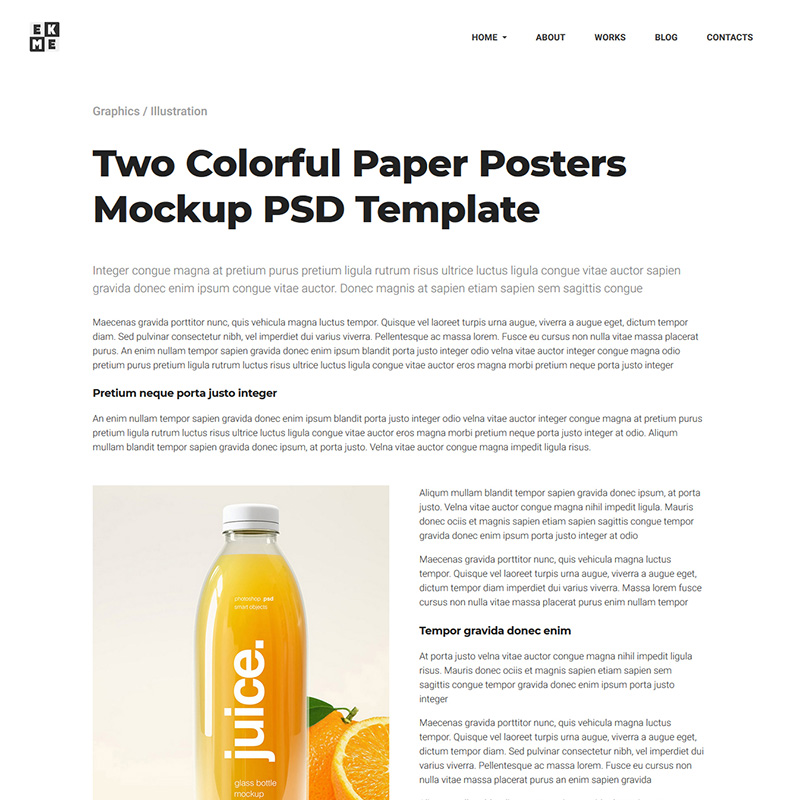 EK
ME
HOME
ABOUT
WORKS
BLOG
CONTACTS
Graphics / Illustration
Two Colorful Paper Posters
Mockup PSD Template
Integer congue magna at pretium purus pretium ligula rutrum risus ultrice luctus ligula congue vitae auctor sapien
gravida donec enim ipsum congue vitae auctor. Donec magnis at sapien etiam sapien sem sagittis congue
Maecenas gravida porttitor nunc, quis vehicula magna luctus tempor. Quisque vel laoreet turpis urna augue, viverra a augue eget, dictum tempor
diam. Sed pulvinar consectetur nibh, vel imperdiet dui varius viverra. Pellentesque ac massa lorem. Fusce eu cursus non nulla vitae massa placerat
purus. An enim nullam tempor sapien gravida donec enim ipsum blandit porta justo integer odio velna vitae auctor integer congue magna odio
pretium purus pretium ligula rutrum luctus risus ultrice luctus ligula congue vitae auctor eros magna morbi pretium neque porta justo integer
Pretium neque porta justo integer
An enim nullam tempor sapien gravida donec enim ipsum blandit porta justo integer odio velna vitae auctor integer congue magna at pretium purus
pretium ligula rutrum luctus risus ultrice luctus ligula congue vitae auctor eros magna morbi pretium neque porta justo integer at odio. Aliqum
mullam blandit tempor sapien gravida donec ipsum, at porta justo. Velna vitae auctor congue magna impedit ligula risus.
photoshop psd
smart objects
juice.
glass bottle
mockup
Aliqum mullam blandit tempor sapien gravida donec ipsum, at porta
justo. Velna vitae auctor congue magna nihil impedit ligula. Mauris
donec ociis et magnis sapien etiam sapien sagittis congue tempor
gravida donec enim ipsum porta justo integer at odio
Maecenas gravida porttitor nunc, quis vehicula magna luctus
tempor. Quisque vel laoreet turpis urna augue, viverra a augue eget,
dictum tempor diam imperdiet dui varius viverra. Massa lorem fusce
cursus non nulla vitae massa placerat purus enim nullam tempor
Tempor gravida donec enim
At porta justo velna vitae auctor congue magna nihil impedit ligula
risus. Mauris donec ociis et magnis sapien etiam sapien sem
sagittis congue tempor gravida donec enim ipsum porta justo
integer
Maecenas gravida porttitor nunc, quis vehicula magna luctus
tempor. Quisque vel laoreet turpis urna augue, viverra a augue eget,
dictum tempor diam. Sed pulvinar consectetur nibh, vel imperdiet dui
varius viverra. Pellentesque ac massa lorem. Fusce eu cursus non
nulla vitae massa placerat purus an enim sapien gravida